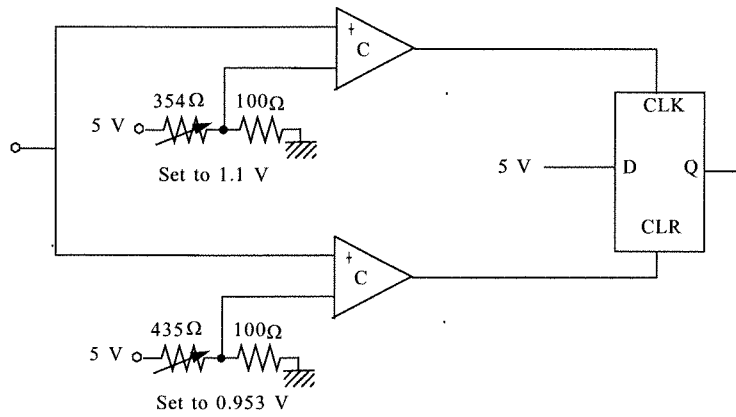 +
C
354Ω 100Ω
5 V
Set to 1.1 V
CLK
5 V D Q
CLR
+
C
435Ω 100Ω
5 V
Set to 0.953 V